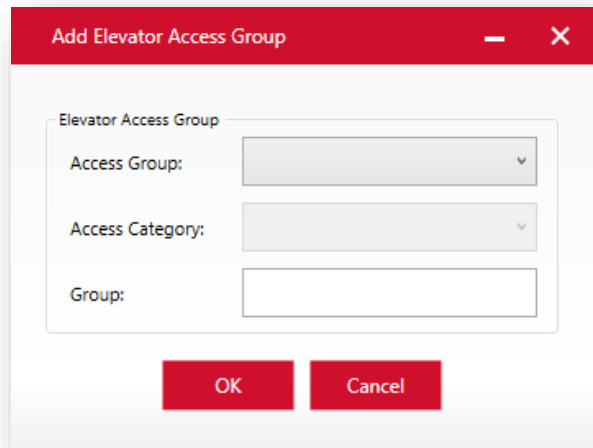 Add Elevator Access Group
Elevator Access Group
Access Group:
Access Category:
Group:
OK Cancel